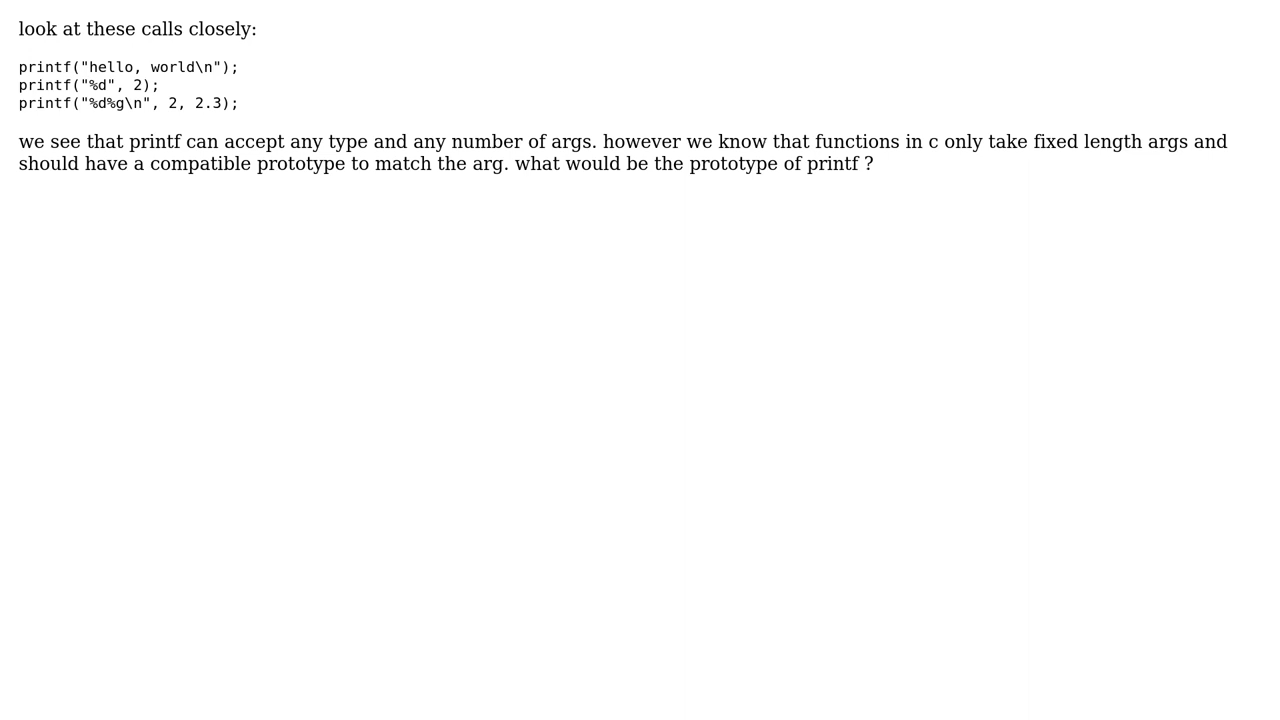 look at these calls closely:
printf("hello, world\n");
printf("%d", 2);
printf("%d%g\n", 2, 2.3);
we see that printf can accept any type and any number of args. however we know that functions in c only take fixed length args and
should have a compatible prototype to match the arg. what would be the prototype of printf ?